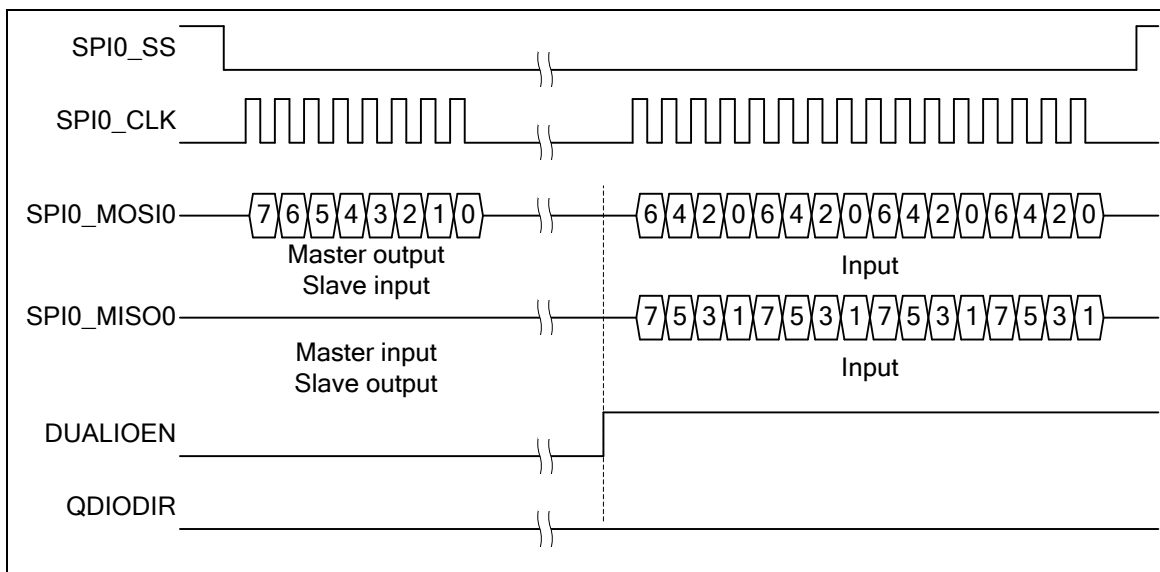 SPI0_SS
SPI0_CLK
SPI0_MOSI0 7 6 5 4 3 2 1 0 6 4 2 0 6 4 2 0 6 4 2 0 6 4 2 0
Master output Input
Slave input
SPI0_MISO0 7 5 3 1 7 5 3 1 7 5 3 1 7 5 3 1
Master input Input
Slave output
DUALIOEN
QDIODIR